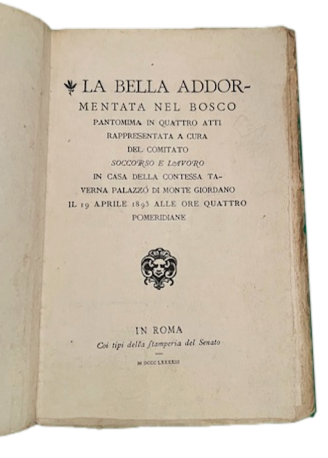 LA BELLA ADDOR-
MENTATA NEL BOSCO
PANTOMIMA IN QUATTRO ATTI
RAPPRESENTATA A CURA
DEL COMITATO
SOCCORSO E LAVORO
IN CASA DELLA CONTESSA TA-
VERNA PALAZZO DI MONTE GIORDANO
IL 19 APRILE 1893 ALLE ORE QUATTRO
POMERIDIANE
IN ROMA
Coi tipi della stamperia del Senato
M DCCC LXXXXIII